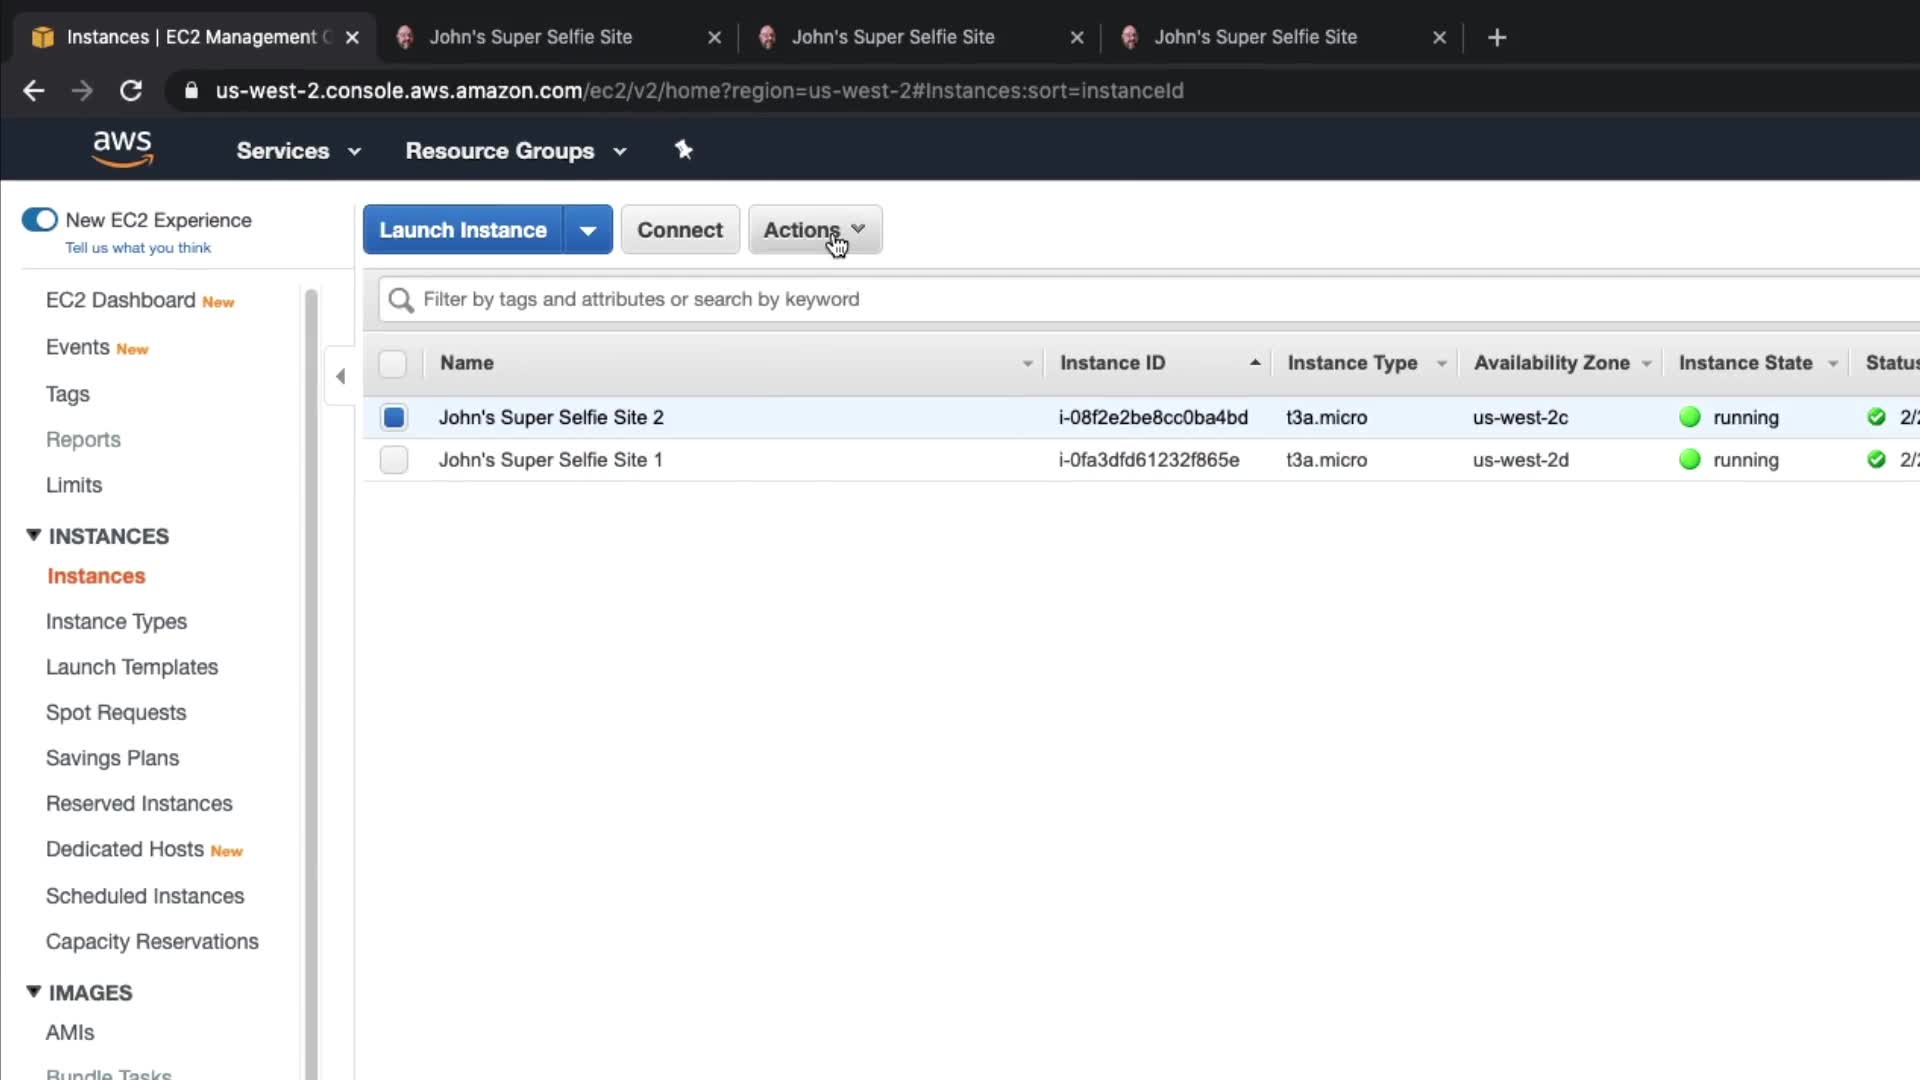 Instances | EC2 Management C
John's Super Selfie Site
John's Super Selfie Site
John's Super Selfie Site
us-west-2.console.aws.amazon.com/ec2/v2/home?region=us-west-2#Instances:sort=instanceId
aws
Services
Resource Groups
New EC2 Experience
Tell us what you think
Launch Instance
Connect
Actions
EC2 Dashboard New
Events New
Tags
Reports
Limits
INSTANCES
Instances
Instance Types
Launch Templates
Spot Requests
Savings Plans
Reserved Instances
Dedicated Hosts New
Scheduled Instances
Capacity Reservations
IMAGES
AMIs
Bundle Tasks
Filter by tags and attributes or search by keyword
Name Instance ID Instance Type Availability Zone Instance State Status
John's Super Selfie Site 2 i-08f2e2be8cc0ba4bd t3a.micro us-west-2c running 2/2
John's Super Selfie Site 1 i-0fa3dfd61232f865e t3a.micro us-west-2d running 2/2